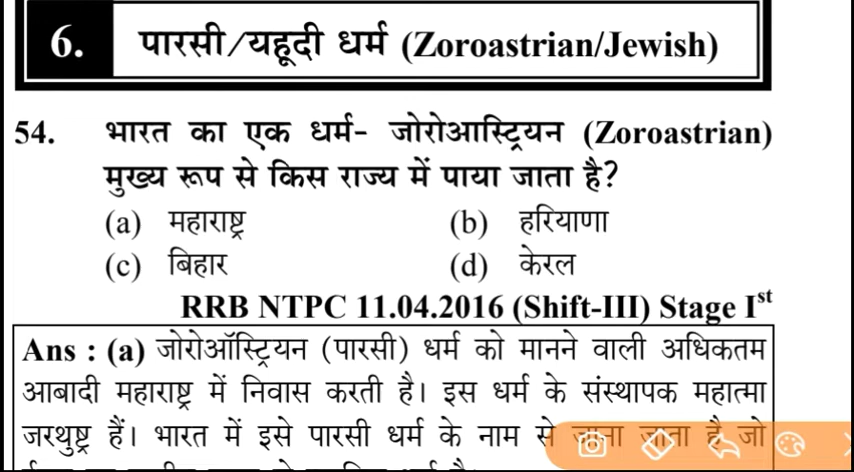 6. पारसी/यहूदी धर्म (Zoroastrian/Jewish)
54. भारत का एक धर्म- जोरोआस्ट्रियन (Zoroastrian)
मुख्य रूप से किस राज्य में पाया जाता है?
(a) महाराष्ट्र (b) हरियाणा
(c) बिहार (d) केरल
RRB NTPC 11.04.2016 (Shift-III) Stage Ist
Ans : (a) जोरोऑस्ट्रियन (पारसी) धर्म को मानने वाली अधिकतम
आबादी महाराष्ट्र में निवास करती है। इस धर्म के संस्थापक महात्मा
जरथुष्ट्र हैं। भारत में इसे पारसी धर्म के नाम से जाना जाता है जो